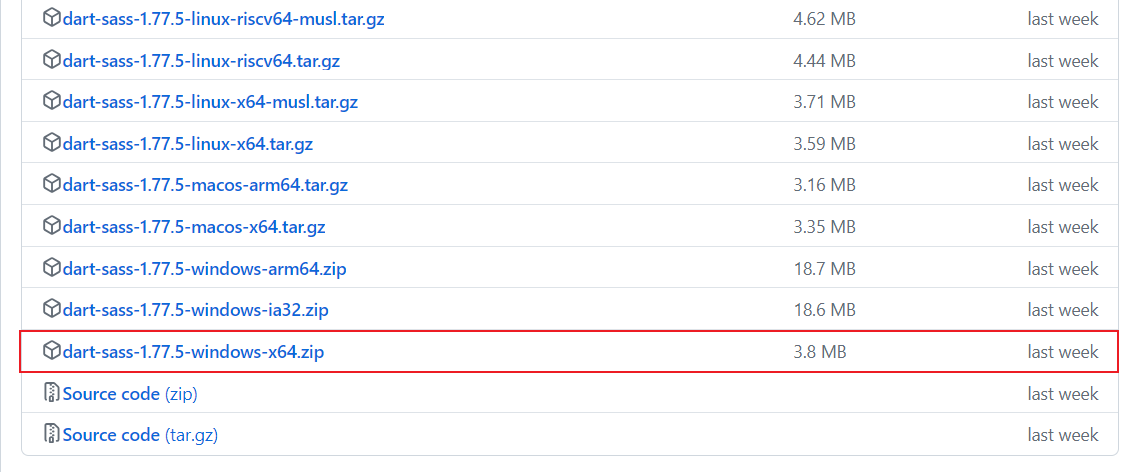 dart-sass-1.77.5-linux-riscv64-musl.tar.gz 4.62 MB last week
dart-sass-1.77.5-linux-riscv64.tar.gz 4.44 MB last week
dart-sass-1.77.5-linux-x64-musl.tar.gz 3.71 MB last week
dart-sass-1.77.5-linux-x64.tar.gz 3.59 MB last week
dart-sass-1.77.5-macos-arm64.tar.gz 3.16 MB last week
dart-sass-1.77.5-macos-x64.tar.gz 3.35 MB last week
dart-sass-1.77.5-windows-arm64.zip 18.7 MB last week
dart-sass-1.77.5-windows-ia32.zip 18.6 MB last week
dart-sass-1.77.5-windows-x64.zip 3.8 MB last week
Source code (zip) last week
Source code (tar.gz) last week